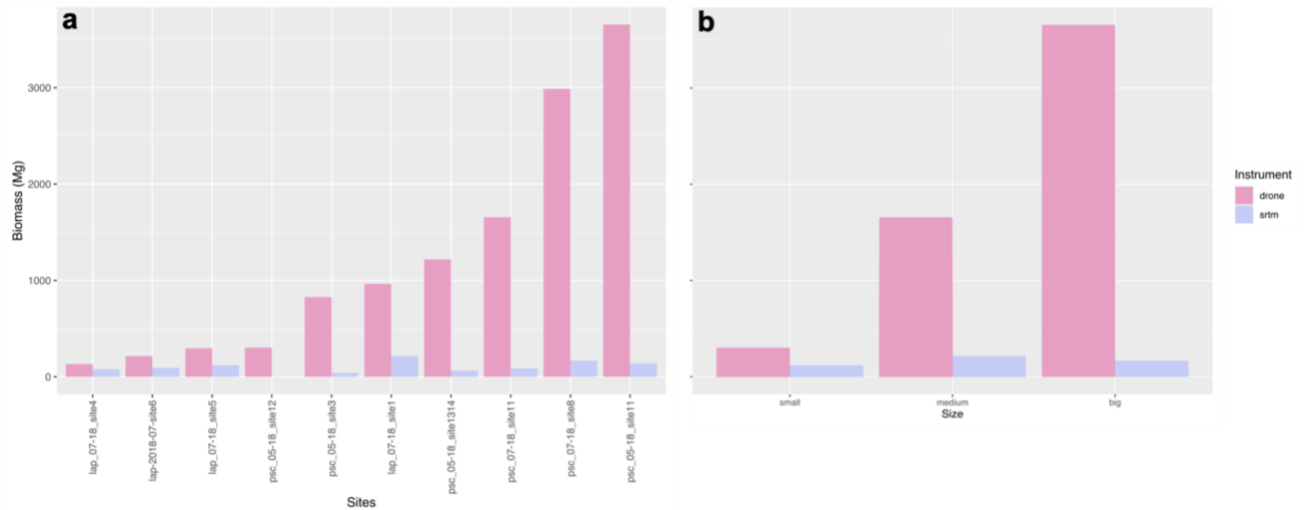 a
3000
2000
1000
0
Biomass (Mg)
lap_07-18_site4
lap-2018-07-site6
lap_07-18_site5
psc_05-18_site12
psc_05-18_site3
lap_07-18_site1
psc_05-18_site1314
psc_07-18_site11
psc_07-18_site8
psc_05-18_site11
Sites
b
small
medium
big
Size
Instrument
drone
srtm